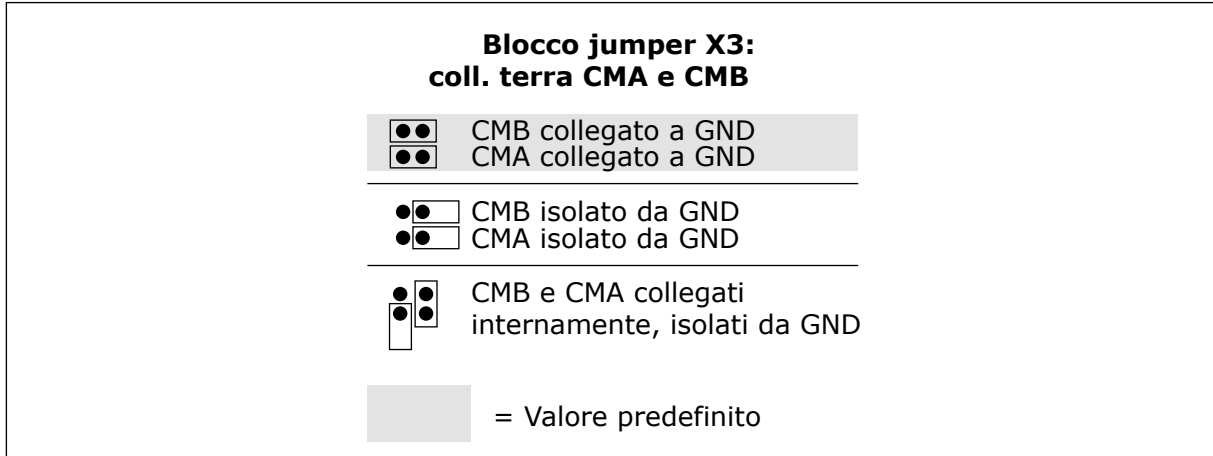 Blocco jumper X3:
coll. terra CMA e CMB
CMB collegato a GND
CMA collegato a GND
CMB isolato da GND
CMA isolato da GND
CMB e CMA collegati
internamente, isolati da GND
= Valore predefinito